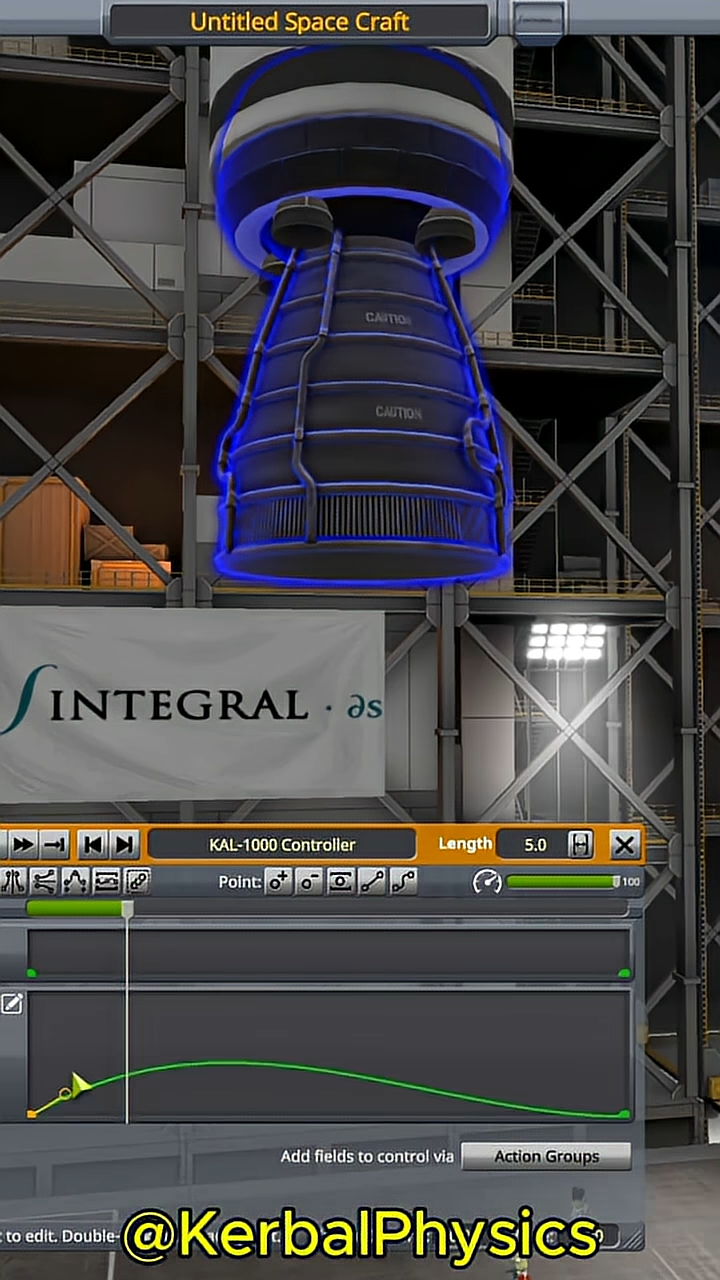 Untitled Space Craft
CAUTION
CAUTION
INTEGRAL · ∂s
KAL-1000 Controller
Length
5.0
Point:
100
Add fields to control via
Action Groups
to edit. Double-
@KerbalPhysics